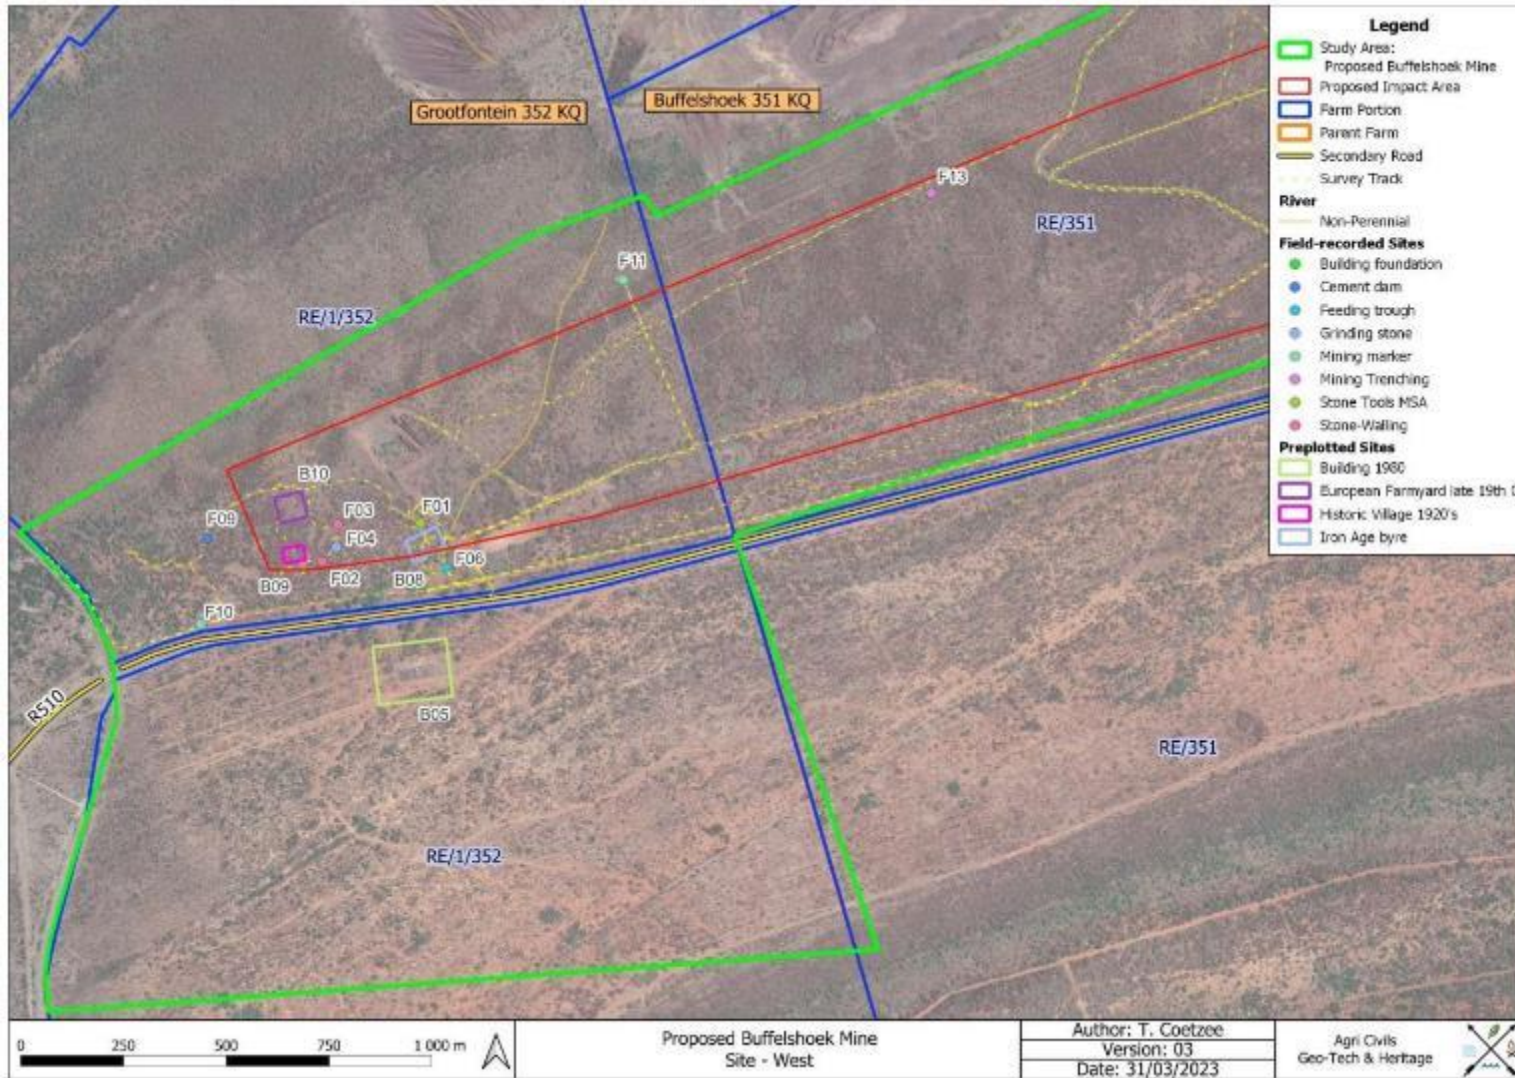 Grootfontein 352 KQ
Buffelshoek 351 KQ
F13
RE/351
F11
RE/1/352
B10
F01
F03
F09
F04
F06
F02
B08
B09
F10
B05
R510
RE/351
RE/1/352
Legend
Study Area:
Proposed Buffelshoek Mine
Proposed Impact Area
Farm Portion
Parent Farm
Secondary Road
Survey Track
River
Non-Perennial
Field-recorded Sites
Building foundation
Cement dam
Feeding trough
Grinding stone
Mining marker
Mining Trenching
Stone Tools MSA
Stone-Walling
Preplotted Sites
Building 1980
European Farmyard late 19th C
Historic Village 1920's
Iron Age byre
0 250 500 750 1 000 m
Proposed Buffelshoek Mine
Site - West
Author: T. Coetzee
Version: 03
Date: 31/03/2023
Agri Civils
Geo-Tech & Heritage